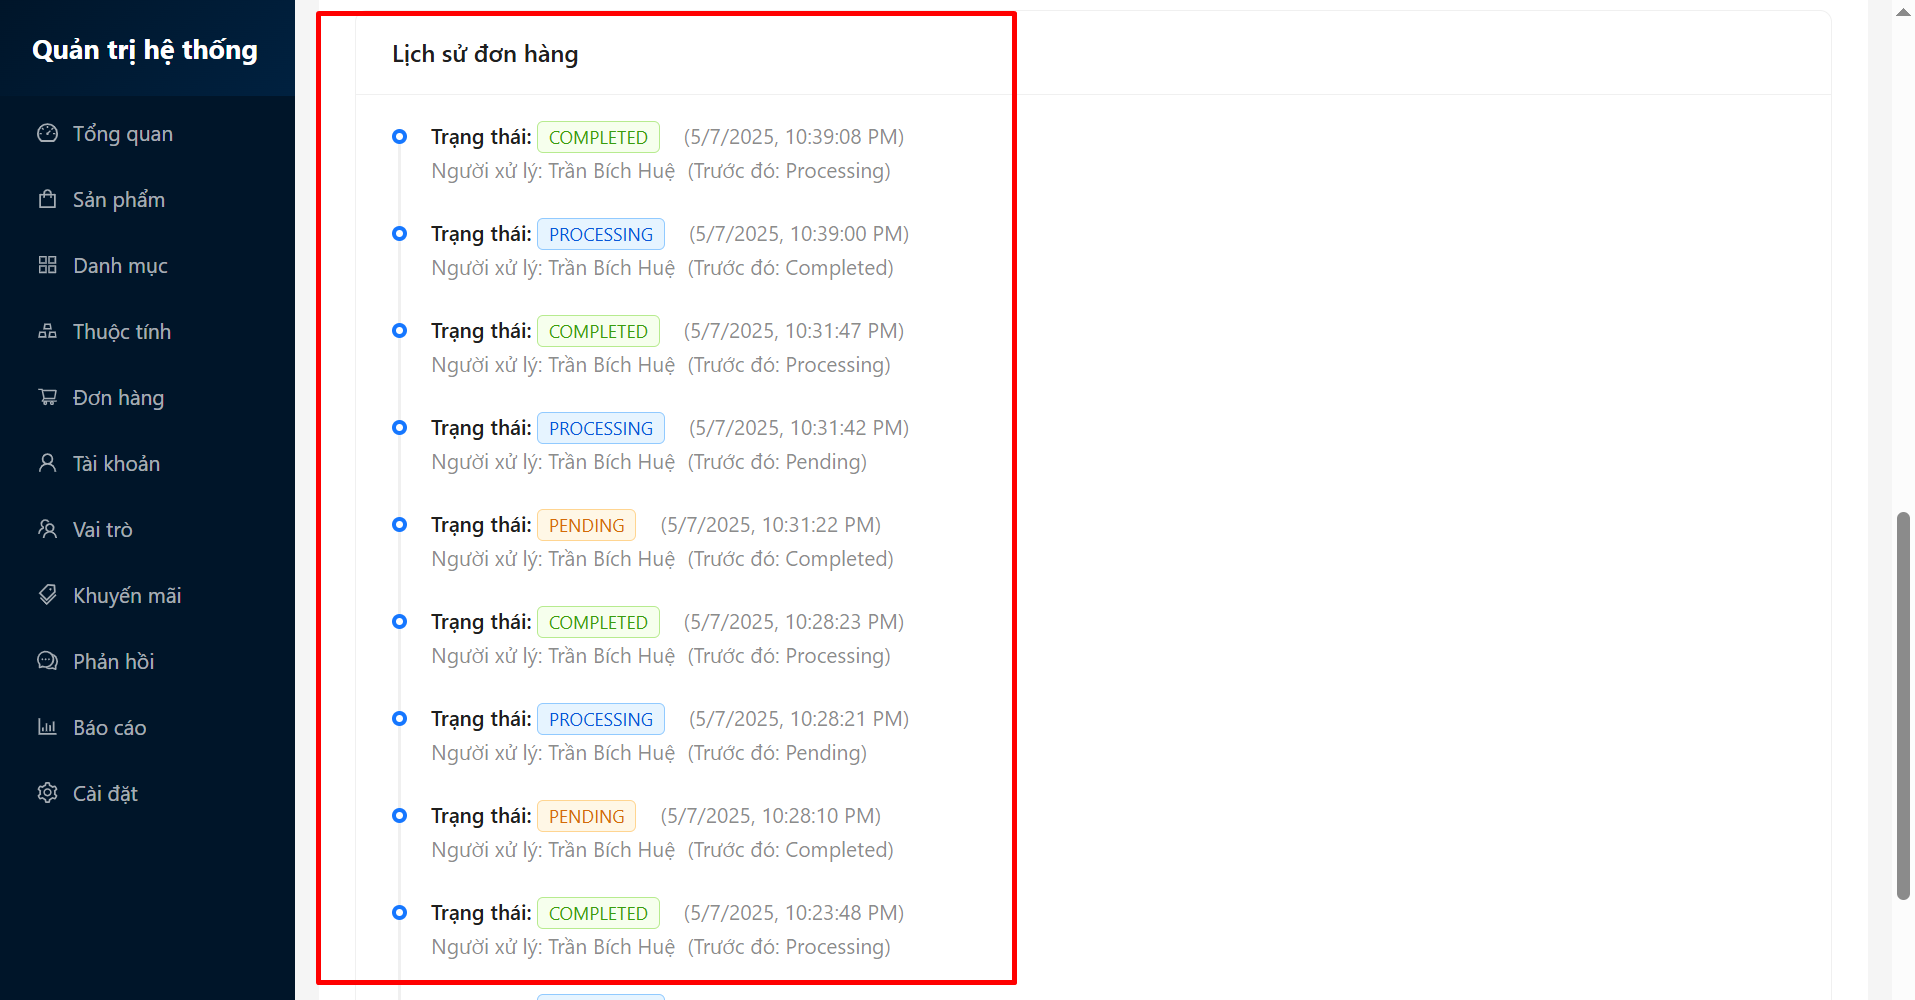 Quản trị hệ thống
Tổng quan
Sản phẩm
Danh mục
Thuộc tính
Đơn hàng
Tài khoản
Vai trò
Khuyến mãi
Phản hồi
Báo cáo
Cài đặt
Lịch sử đơn hàng
Trạng thái: COMPLETED (5/7/2025, 10:39:08 PM)
Người xử lý: Trần Bích Huệ (Trước đó: Processing)
Trạng thái: PROCESSING (5/7/2025, 10:39:00 PM)
Người xử lý: Trần Bích Huệ (Trước đó: Completed)
Trạng thái: COMPLETED (5/7/2025, 10:31:47 PM)
Người xử lý: Trần Bích Huệ (Trước đó: Processing)
Trạng thái: PROCESSING (5/7/2025, 10:31:42 PM)
Người xử lý: Trần Bích Huệ (Trước đó: Pending)
Trạng thái: PENDING (5/7/2025, 10:31:22 PM)
Người xử lý: Trần Bích Huệ (Trước đó: Completed)
Trạng thái: COMPLETED (5/7/2025, 10:28:23 PM)
Người xử lý: Trần Bích Huệ (Trước đó: Processing)
Trạng thái: PROCESSING (5/7/2025, 10:28:21 PM)
Người xử lý: Trần Bích Huệ (Trước đó: Pending)
Trạng thái: PENDING (5/7/2025, 10:28:10 PM)
Người xử lý: Trần Bích Huệ (Trước đó: Completed)
Trạng thái: COMPLETED (5/7/2025, 10:23:48 PM)
Người xử lý: Trần Bích Huệ (Trước đó: Processing)